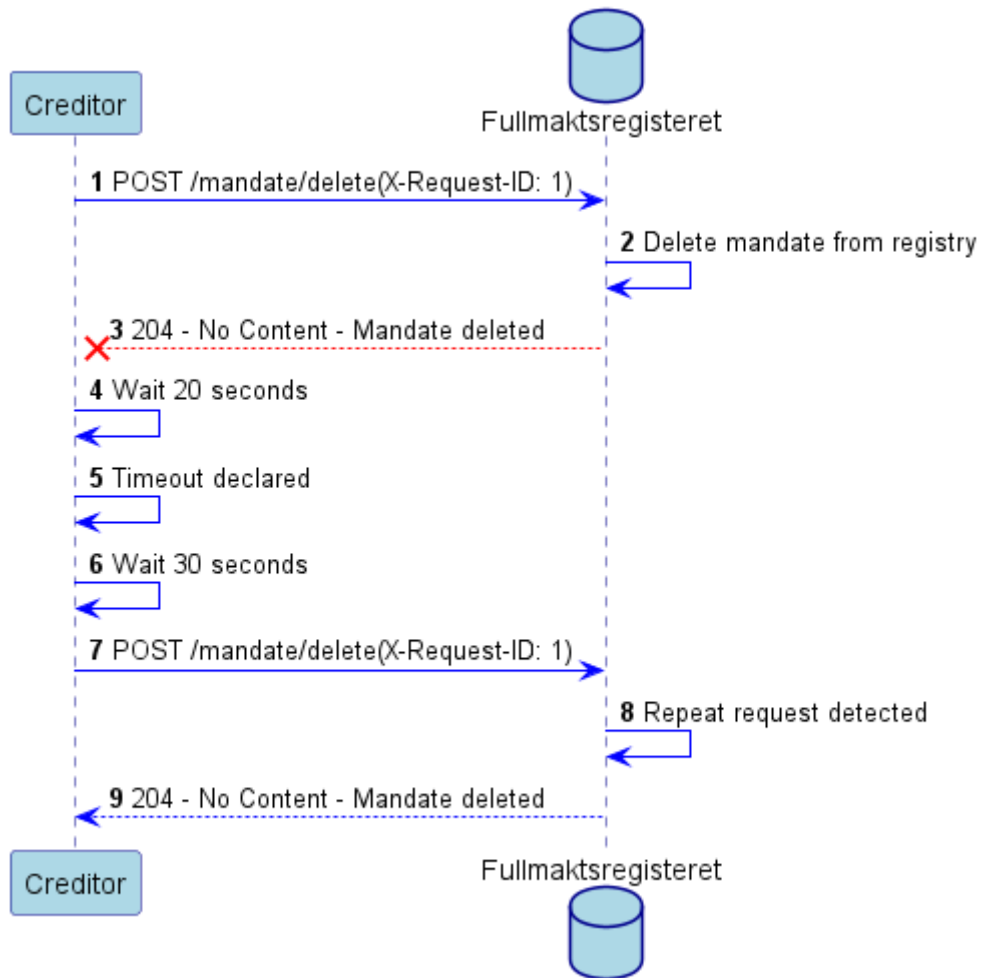 Creditor
Fullmaktsregisteret
1 POST /mandate/delete(X-Request-ID: 1)
2 Delete mandate from registry
3 204 - No Content - Mandate deleted
4 Wait 20 seconds
5 Timeout declared
6 Wait 30 seconds
7 POST /mandate/delete(X-Request-ID: 1)
8 Repeat request detected
9 204 - No Content - Mandate deleted
Creditor
Fullmaktsregisteret